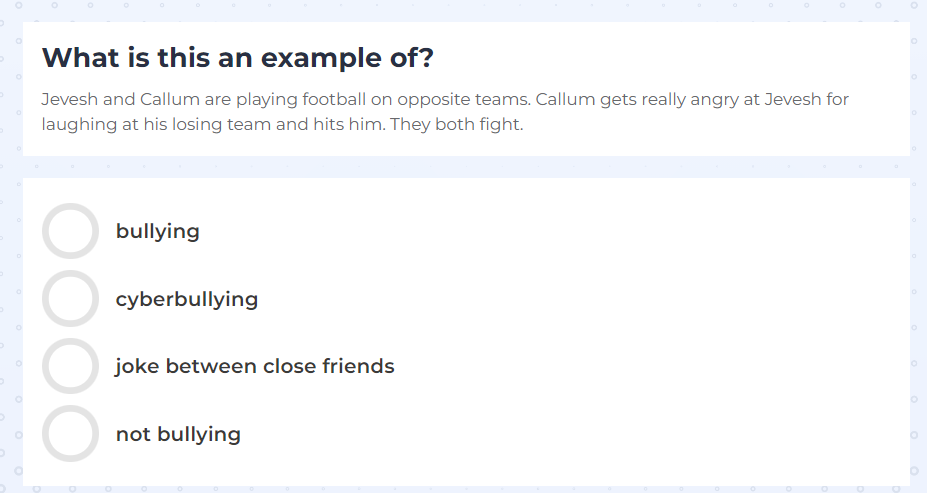 What is this an example of?
Jevesh and Callum are playing football on opposite teams. Callum gets really angry at Jevesh for
laughing at his losing team and hits him. They both fight.
bullying
cyberbullying
joke between close friends
not bullying